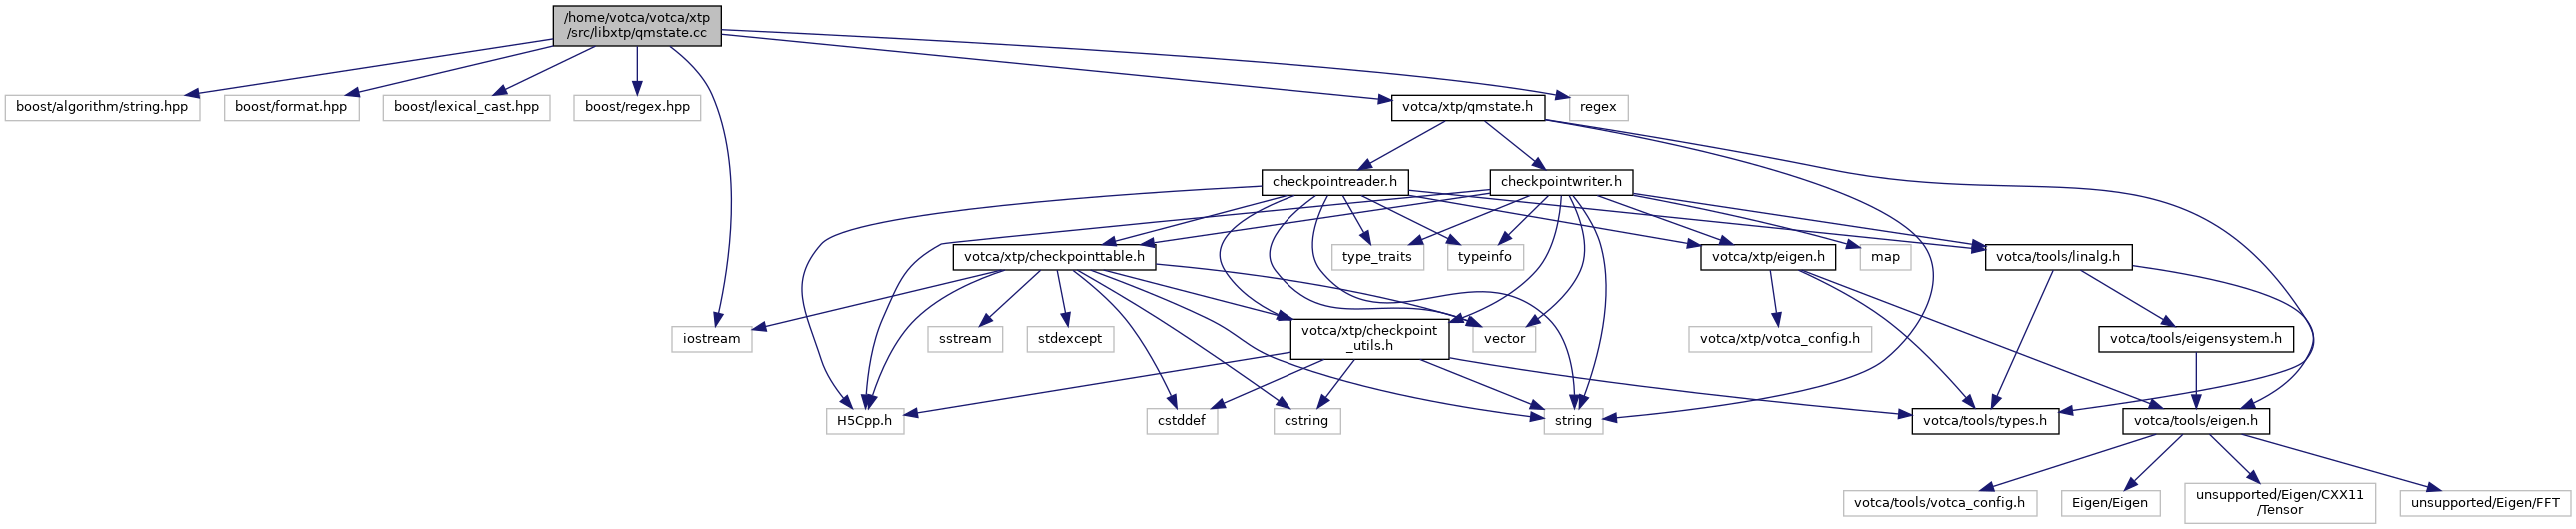 /home/votca/votca/xtp
/src/libxtp/qmstate.cc
boost/algorithm/string.hpp
boost/format.hpp
boost/lexical_cast.hpp
boost/regex.hpp
votca/xtp/qmstate.h
regex
checkpointreader.h
checkpointwriter.h
votca/xtp/checkpointtable.h
type_traits
typeinfo
votca/xtp/eigen.h
map
votca/tools/linalg.h
iostream
sstream
stdexcept
votca/xtp/checkpoint
_utils.h
vector
votca/xtp/votca_config.h
votca/tools/eigensystem.h
H5Cpp.h
cstddef
cstring
string
votca/tools/types.h
votca/tools/eigen.h
votca/tools/votca_config.h
Eigen/Eigen
unsupported/Eigen/CXX11
/Tensor
unsupported/Eigen/FFT